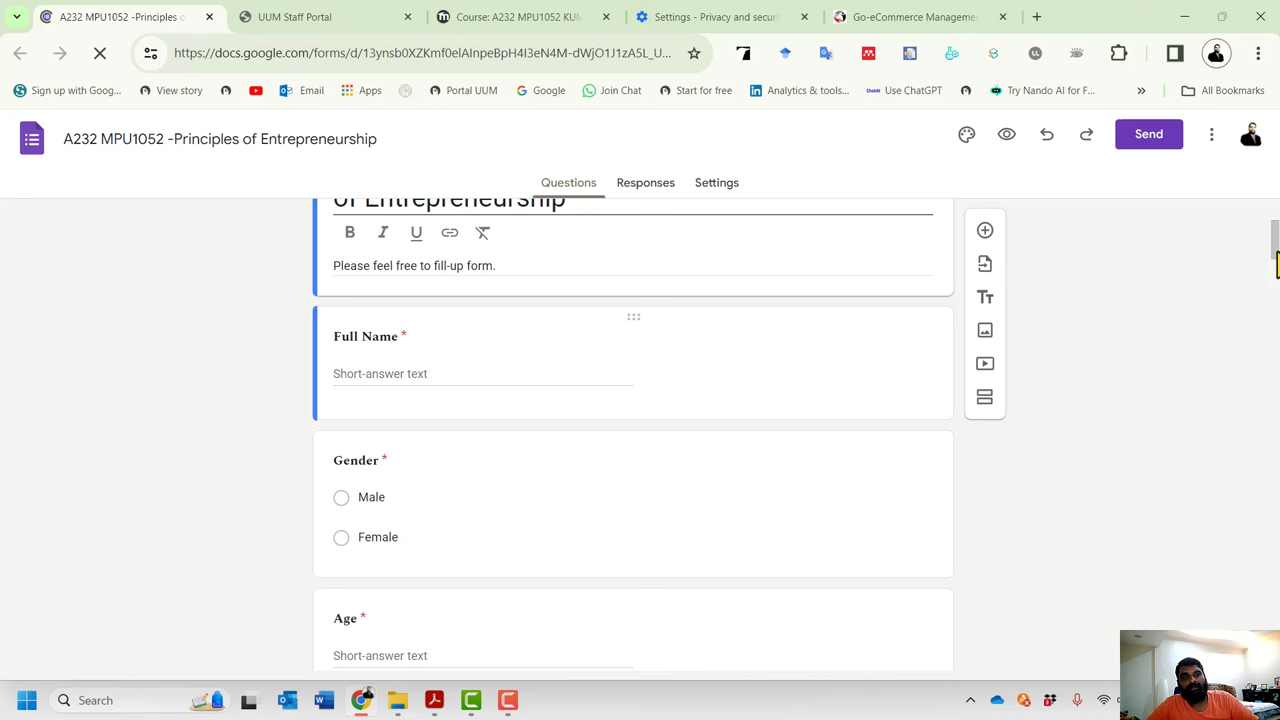 A232 MPU1052 -Principles o
UUM Staff Portal
Course: A232 MPU1052 KUM
Settings - Privacy and securi
Go-eCommerce Manageme
https://docs.google.com/forms/d/13ynsb0XZKmf0elAlnpeBpH4I3eN4M-dWjO1J1zA5L_U...
Sign up with Goog...
View story
Email
Apps
Portal UUM
Google
Join Chat
Start for free
Analytics & tools...
Use ChatGPT
Try Nando AI for F...
All Bookmarks
A232 MPU1052 -Principles of Entrepreneurship
Send
Questions
Responses
Settings
of Entrepreneurship
B I U
Please feel free to fill-up form.
Full Name *
Short-answer text
Gender *
Male
Female
Age *
Short-answer text
Search